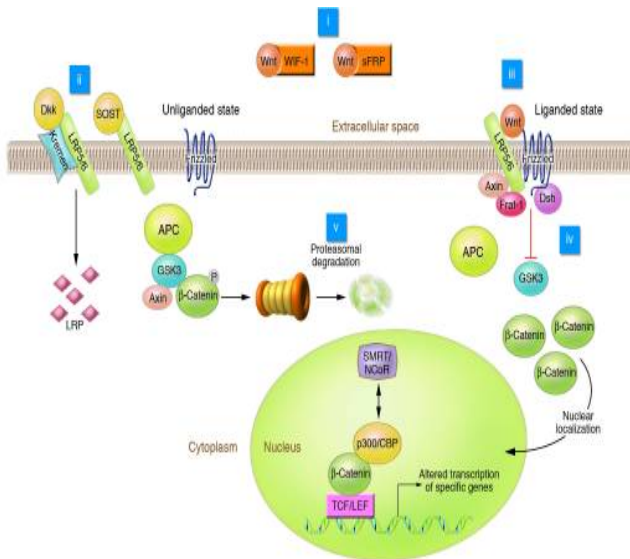 i
Wnt WIF-1
Wnt sFRP
ii
iii
Dkk
SOST
Unliganded state
Wnt
Liganded state
Extracellular space
Kremen
LRP5/6
LRP5/6
Frizzled
LRP5/6
Frizzled
Axin
Frat-1
Dsh
APC
v
iv
Proteasomal
degradation
APC
GSK3
P
GSK3
Axin
β-Catenin
LRP
β-Catenin
β-Catenin
β-Catenin
SMRT/
NCoR
Nuclear
localization
Cytoplasm
Nucleus
p300/CBP
β-Catenin
Altered transcription
of specific genes
TCF/LEF